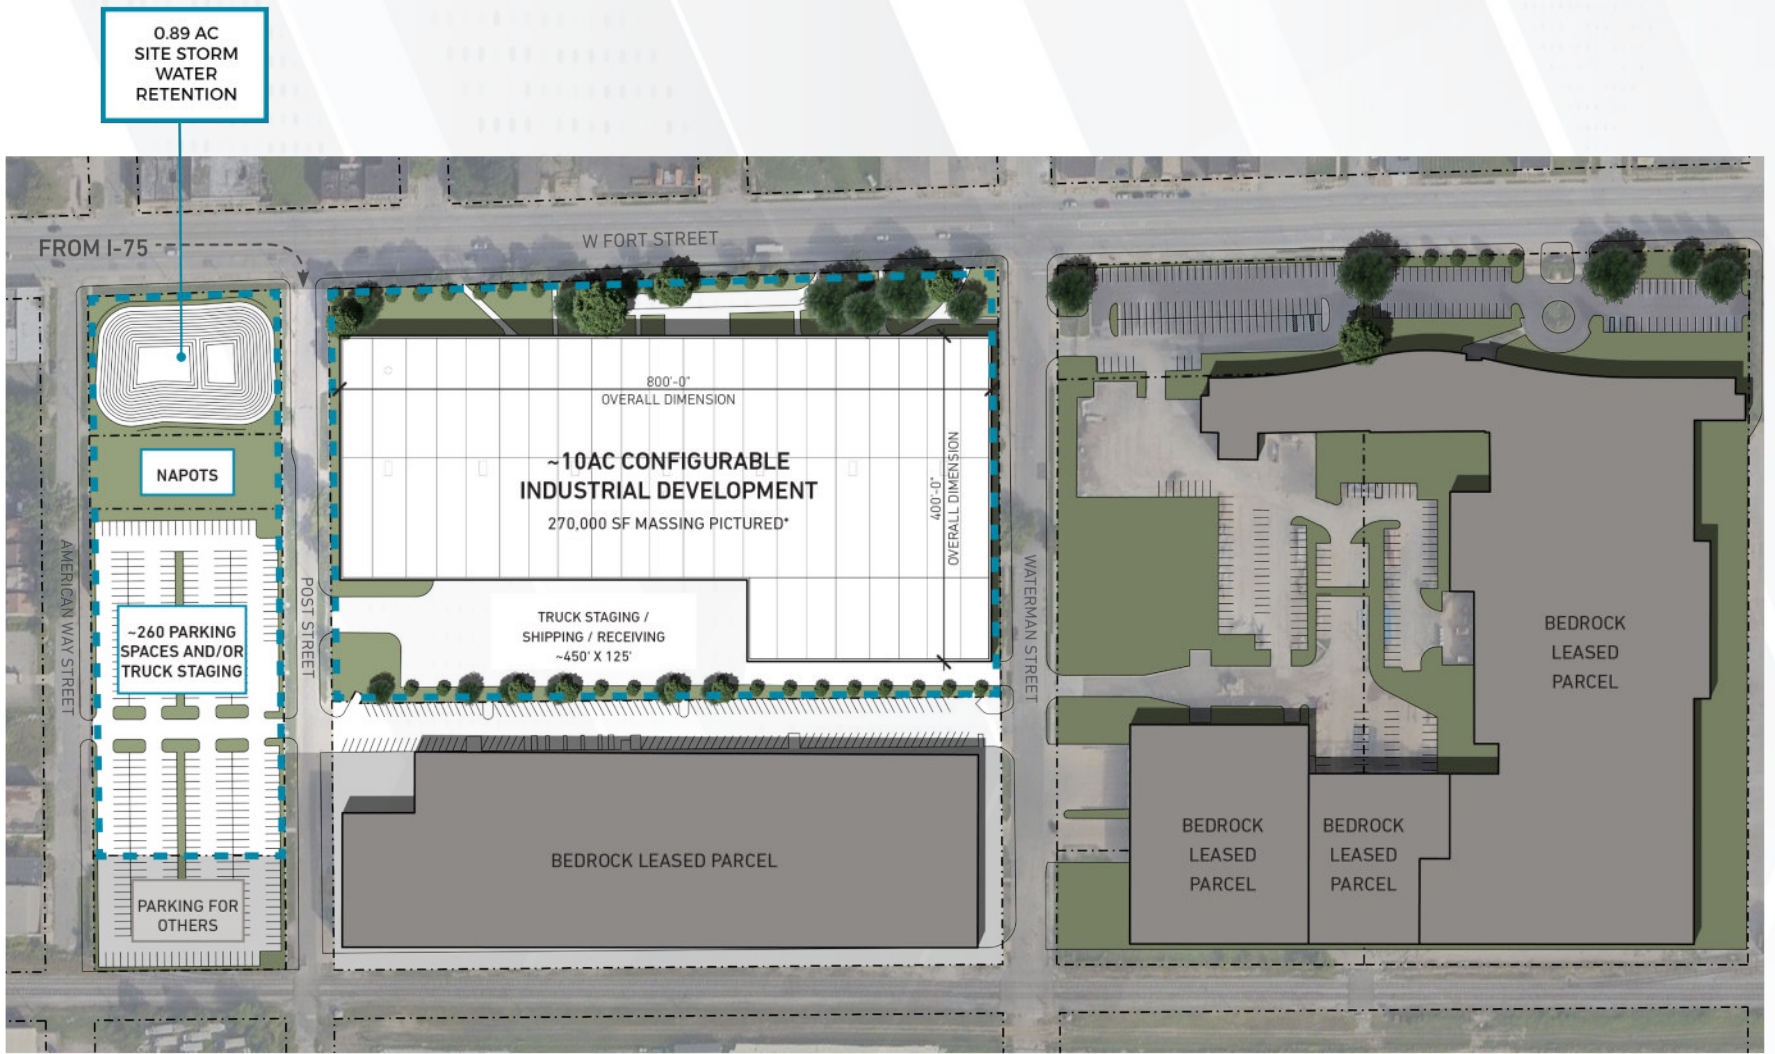 0.89 AC
SITE STORM
WATER
RETENTION
FROM I-75
W FORT STREET
800'-0"
OVERALL DIMENSION
~10AC CONFIGURABLE
INDUSTRIAL DEVELOPMENT
270,000 SF MASSING PICTURED*
400'-0"
OVERALL DIMENSION
NAPOTS
AMERICAN WAY STREET
POST STREET
WATERMAN STREET
~260 PARKING
SPACES AND/OR
TRUCK STAGING
TRUCK STAGING /
SHIPPING / RECEIVING
~450' X 125'
BEDROCK
LEASED
PARCEL
BEDROCK LEASED PARCEL
BEDROCK
LEASED
PARCEL
BEDROCK
LEASED
PARCEL
PARKING FOR
OTHERS